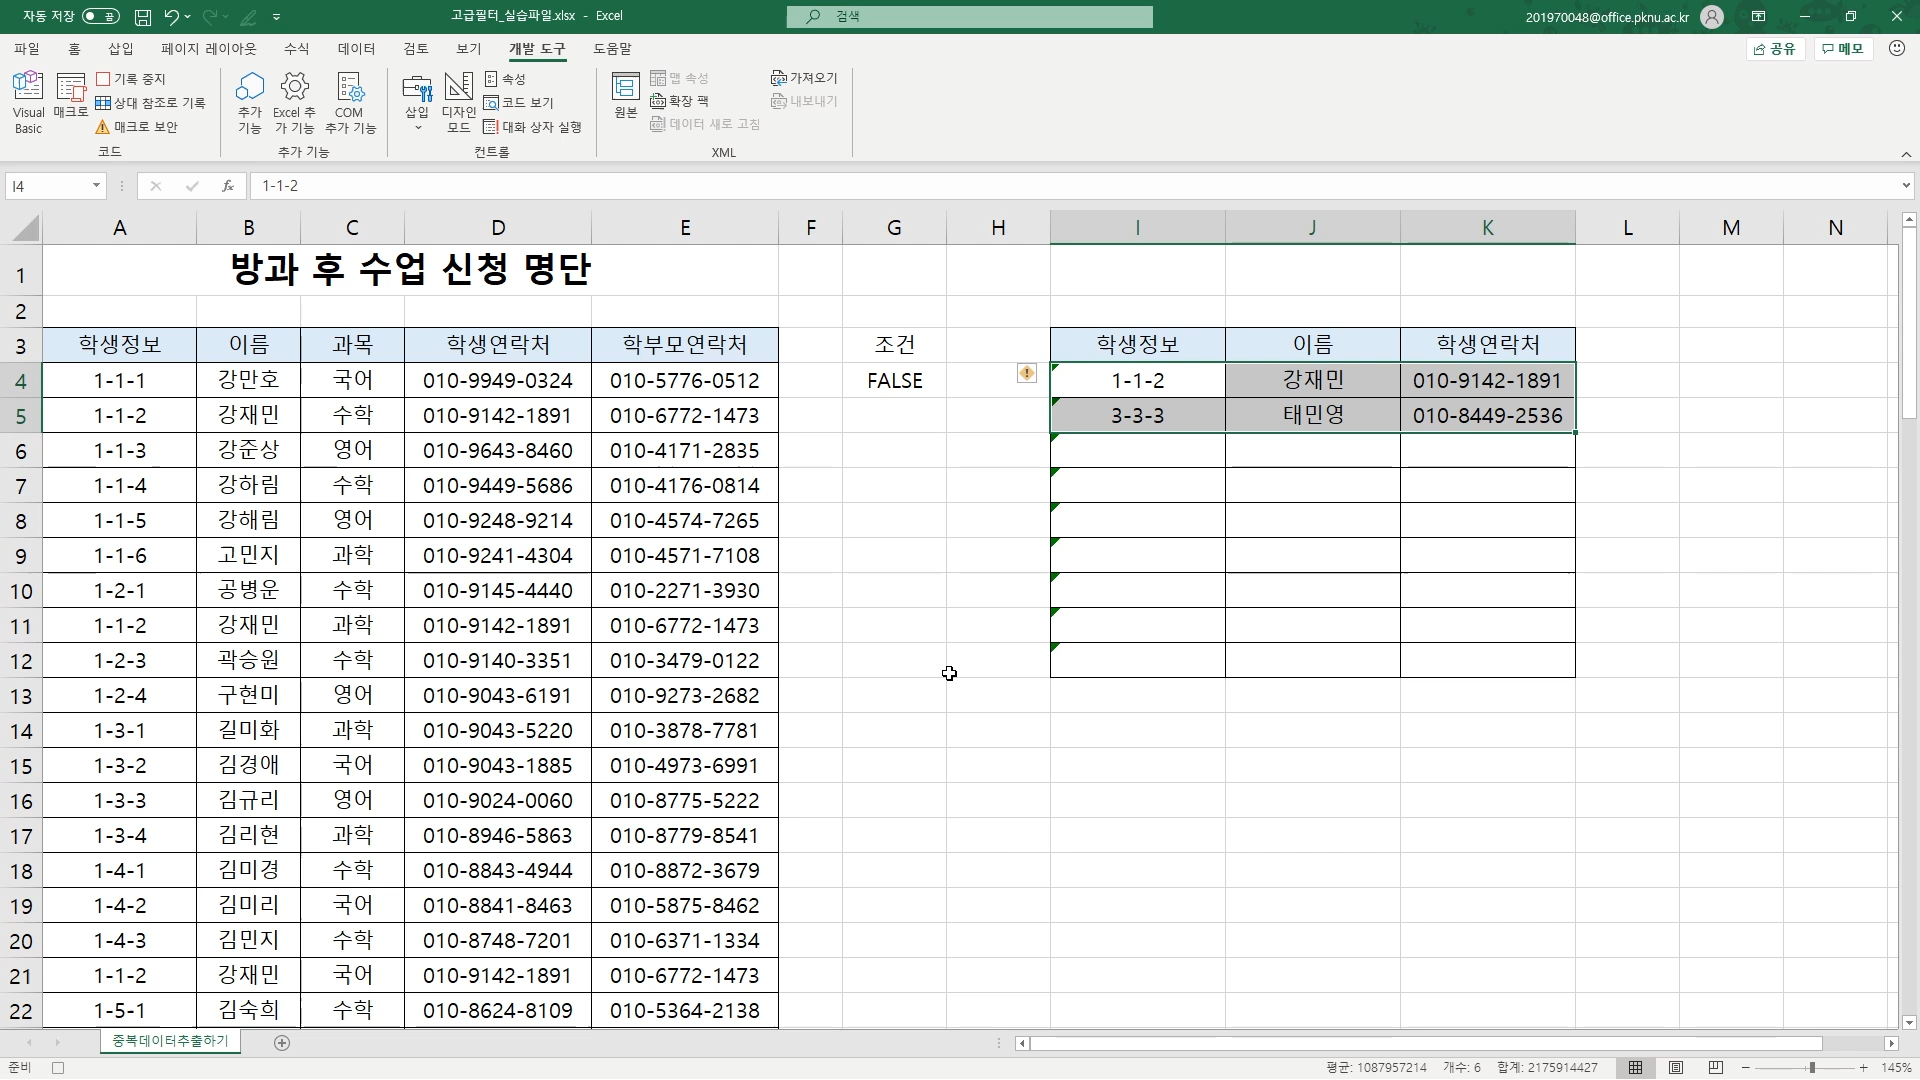 자동 저장 끔
고급필터_실습파일.xlsx - Excel
검색
201970048@office.pknu.ac.kr
파일 홈 삽입 페이지 레이아웃 수식 데이터 검토 보기 개발 도구 도움말
공유 메모
Visual Basic
매크로
기록 중지
상대 참조로 기록
매크로 보안
코드
추가 기능
Excel 추가 기능
COM 추가 기능
추가 기능
삽입
디자인 모드
속성
코드 보기
대화 상자 실행
컨트롤
원본
맵 속성
확장 팩
데이터 새로 고침
가져오기
내보내기
XML
I4
fx
1-1-2
A B C D E F G H I J K L M N
1 방과 후 수업 신청 명단
2
3 학생정보 이름 과목 학생연락처 학부모연락처 조건 학생정보 이름 학생연락처
4 1-1-1 강만호 국어 010-9949-0324 010-5776-0512 FALSE 1-1-2 강재민 010-9142-1891
5 1-1-2 강재민 수학 010-9142-1891 010-6772-1473 3-3-3 태민영 010-8449-2536
6 1-1-3 강준상 영어 010-9643-8460 010-4171-2835
7 1-1-4 강하림 수학 010-9449-5686 010-4176-0814
8 1-1-5 강해림 영어 010-9248-9214 010-4574-7265
9 1-1-6 고민지 과학 010-9241-4304 010-4571-7108
10 1-2-1 공병운 수학 010-9145-4440 010-2271-3930
11 1-1-2 강재민 과학 010-9142-1891 010-6772-1473
12 1-2-3 곽승원 수학 010-9140-3351 010-3479-0122
13 1-2-4 구현미 영어 010-9043-6191 010-9273-2682
14 1-3-1 길미화 과학 010-9043-5220 010-3878-7781
15 1-3-2 김경애 국어 010-9043-1885 010-4973-6991
16 1-3-3 김규리 영어 010-9024-0060 010-8775-5222
17 1-3-4 김리현 과학 010-8946-5863 010-8779-8541
18 1-4-1 김미경 수학 010-8843-4944 010-8872-3679
19 1-4-2 김미리 국어 010-8841-8463 010-5875-8462
20 1-4-3 김민지 수학 010-8748-7201 010-6371-1334
21 1-1-2 강재민 국어 010-9142-1891 010-6772-1473
22 1-5-1 김숙희 수학 010-8624-8109 010-5364-2138
중복데이터추출하기
준비
평균: 1087957214 개수: 6 합계: 2175914427
145%